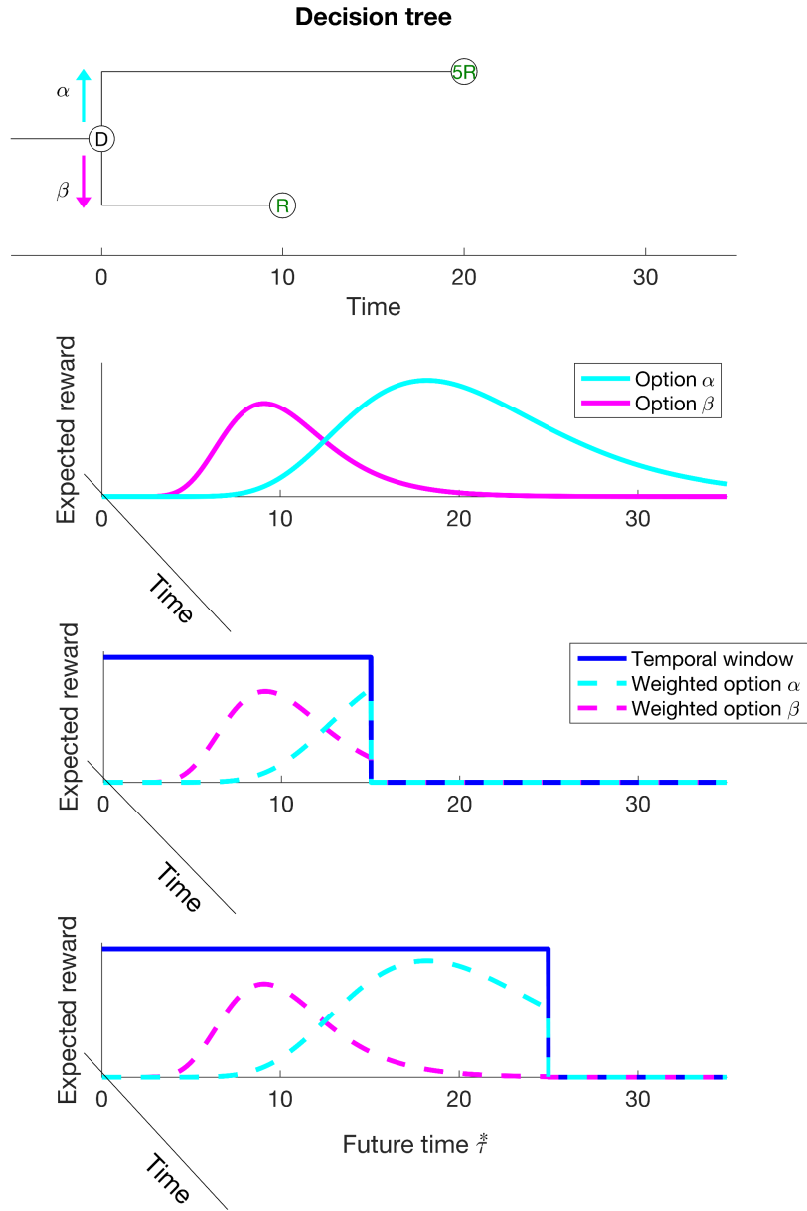 Decision tree
α
5R
D
β
R
0 10 20 30
Time
Expected reward
Option α
Option β
0 10 20 30
Time
Expected reward
Temporal window
Weighted option α
Weighted option β
0 10 20 30
Time
Expected reward
0 10 20 30
Future time τ̽*
Time